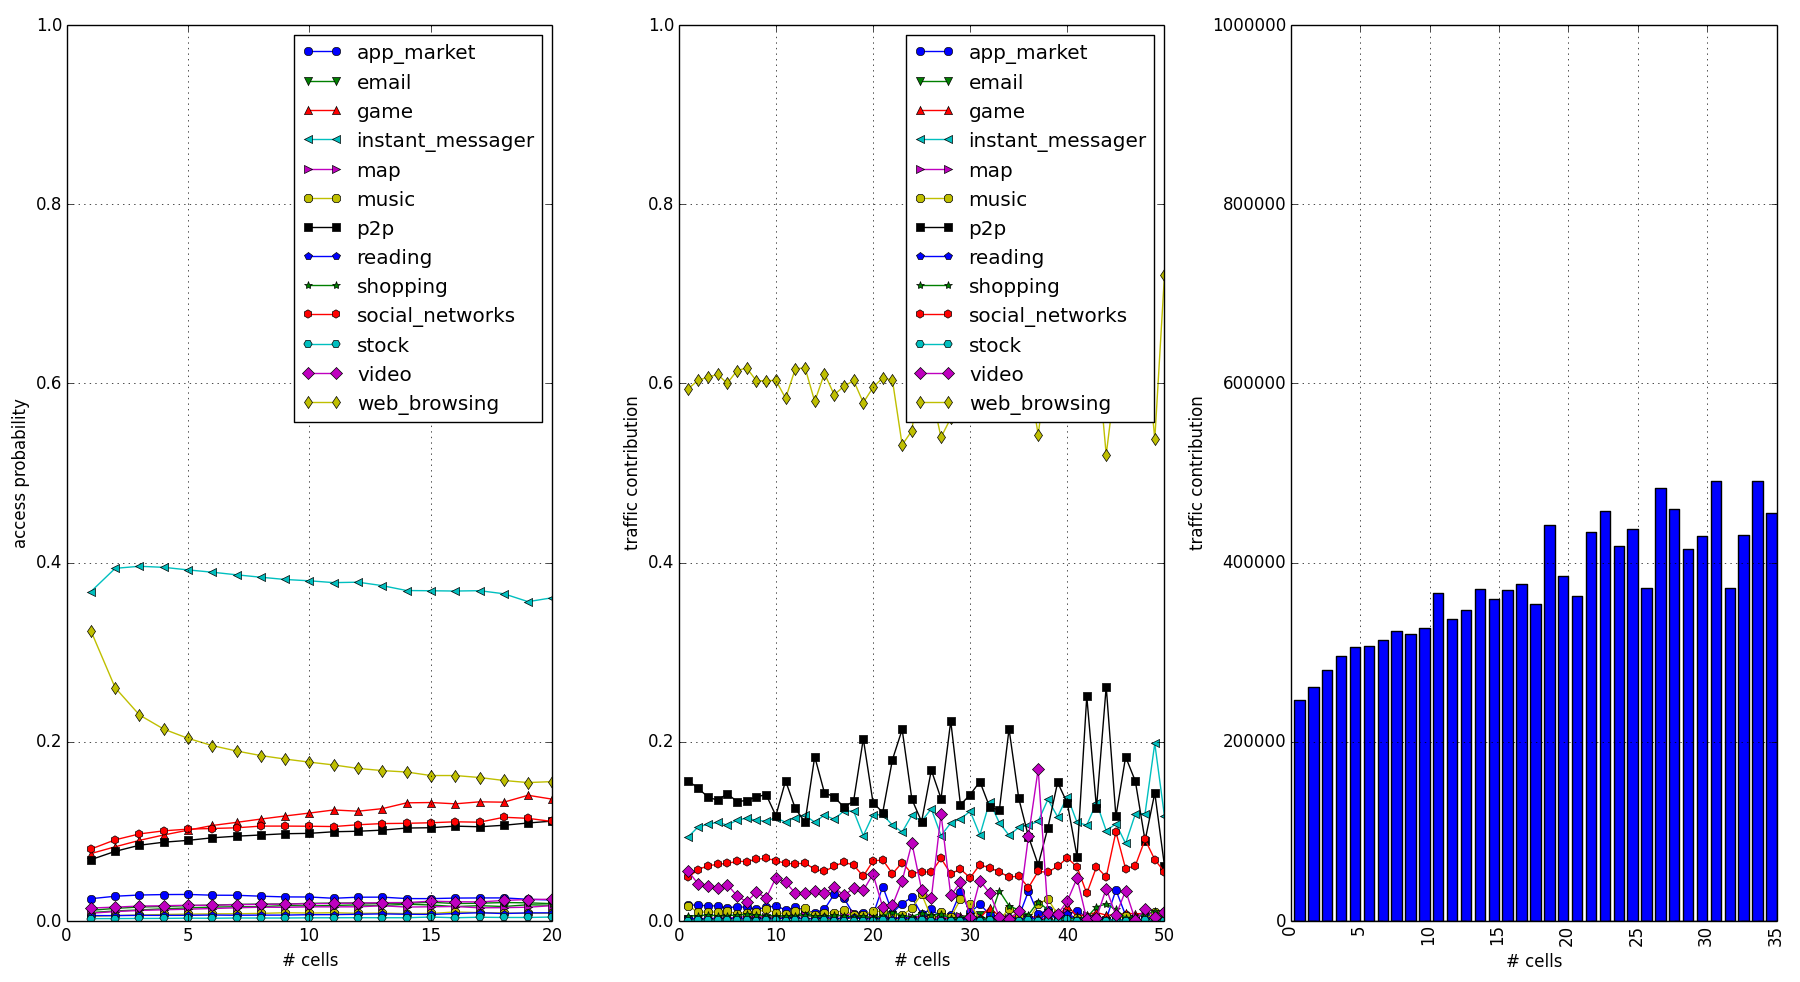 1.0
0.8
0.6
0.4
0.2
0.0
0
5
10
15
20
access probability
# cells
app_market
email
game
instant_messager
map
music
p2p
reading
shopping
social_networks
stock
video
web_browsing
1.0
0.8
0.6
0.4
0.2
0.0
0
10
20
30
40
50
traffic contribution
# cells
app_market
email
game
instant_messager
map
music
p2p
reading
shopping
social_networks
stock
video
web_browsing
1000000
800000
600000
400000
200000
0
0
5
10
15
20
25
30
35
traffic contribution
# cells